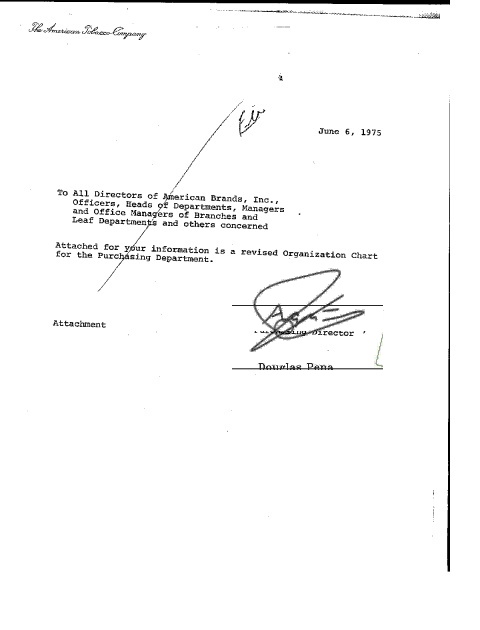 The American Tobacco Company
June 6, 1975
To All Directors of American Brands, Inc.,
Officers, Heads of Departments, Managers
and Office Managers of Branches and
Leaf Departments and others concerned
Attached for your information is a revised Organization Chart
for the Purchasing Department.
Attachment
Director
Douglas Pena